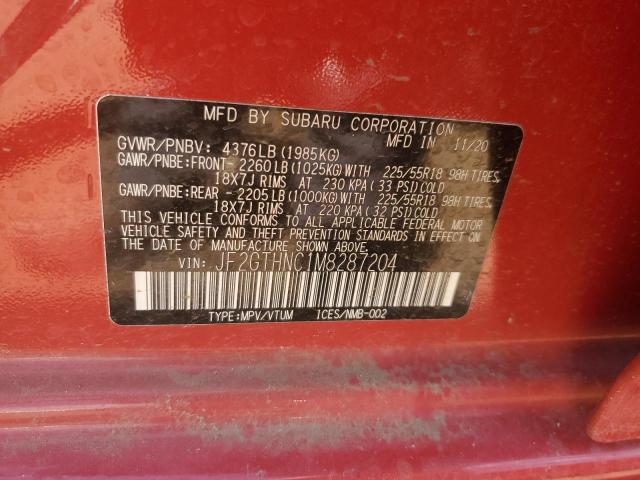 MFD BY SUBARU CORPORATION
GVWR/PNBV: 4376LB(1985KG) MFD IN 11/20
GAWR/PNBE:FRONT- 2260LB(1025KG)WITH 225/55R18 98H TIRES,
18X7J RIMS AT 230 KPA(33 PSI)COLD
GAWR/PNBE:REAR - 2205LB(1000KG)WITH 225/55R18 98H TIRES,
18X7J RIMS AT 220 KPA(32 PSI)COLD
THIS VEHICLE CONFORMS TO ALL APPLICABLE FEDERAL MOTOR
VEHICLE SAFETY AND THEFT PREVENTION STANDARDS IN EFFECT ON
THE DATE OF MANUFACTURE SHOWN ABOVE.
VIN: JF2GTHNC1M8287204
TYPE:MPV/VTUM ICES/NMB-002